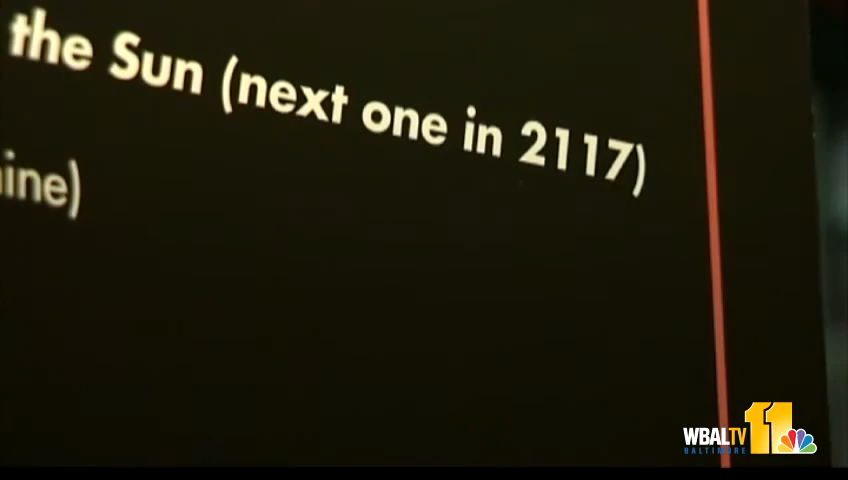 the Sun (next one in 2117)
ine)
WBALTV 11
BALTIMORE